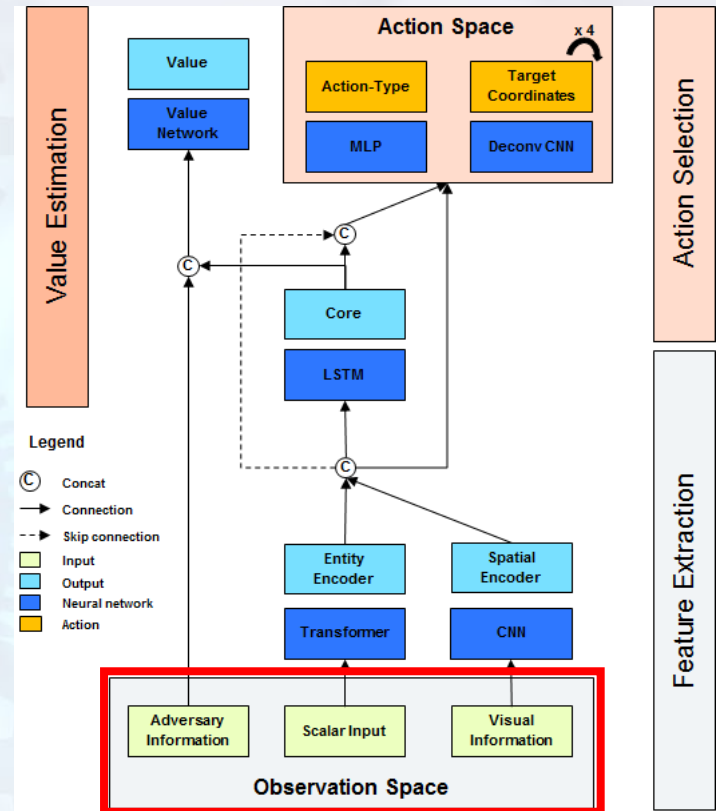 Action Space
x 4
Value
Action-Type
Target
Coordinates
Value
Network
MLP
Deconv CNN
Value Estimation
Action Selection
C
C
Core
LSTM
C
Legend
C Concat
Connection
Skip connection
Input
Output
Neural network
Action
Entity
Encoder
Spatial
Encoder
Transformer
CNN
Feature Extraction
Adversary
Information
Scalar Input
Visual
Information
Observation Space